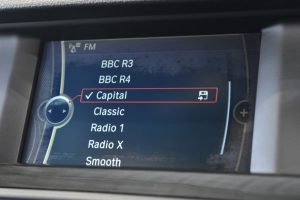 FM
BBC R3
BBC R4
Capital
Classic
Radio 1
Radio X
Smooth